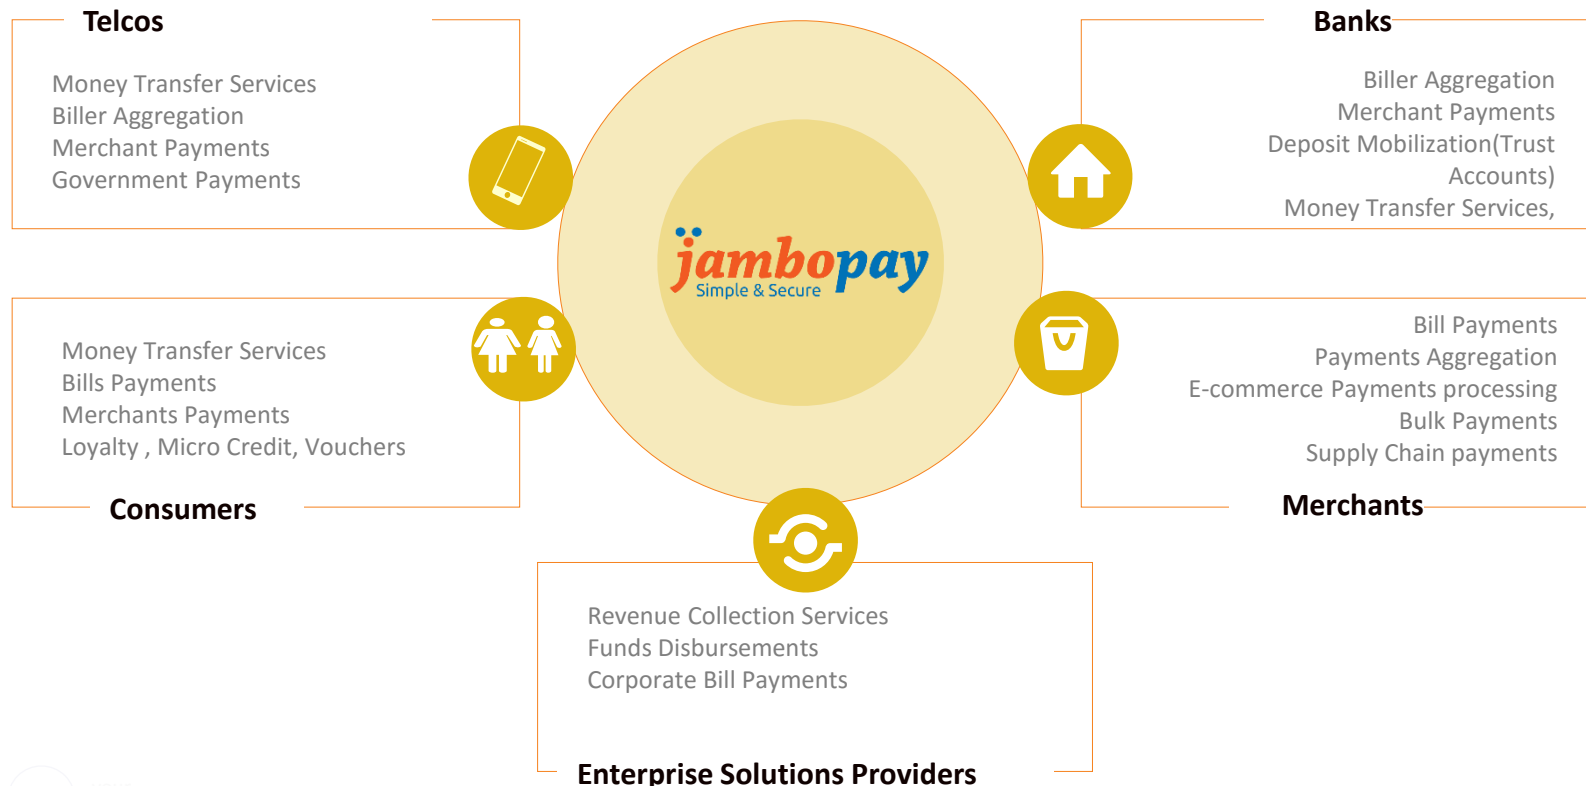 Telcos
Money Transfer Services
Biller Aggregation
Merchant Payments
Government Payments
Banks
Biller Aggregation
Merchant Payments
Deposit Mobilization(Trust
Accounts)
Money Transfer Services,
jambopay
Simple & Secure
Money Transfer Services
Bills Payments
Merchants Payments
Loyalty , Micro Credit, Vouchers
Consumers
Bill Payments
Payments Aggregation
E-commerce Payments processing
Bulk Payments
Supply Chain payments
Merchants
Revenue Collection Services
Funds Disbursements
Corporate Bill Payments
Enterprise Solutions Providers